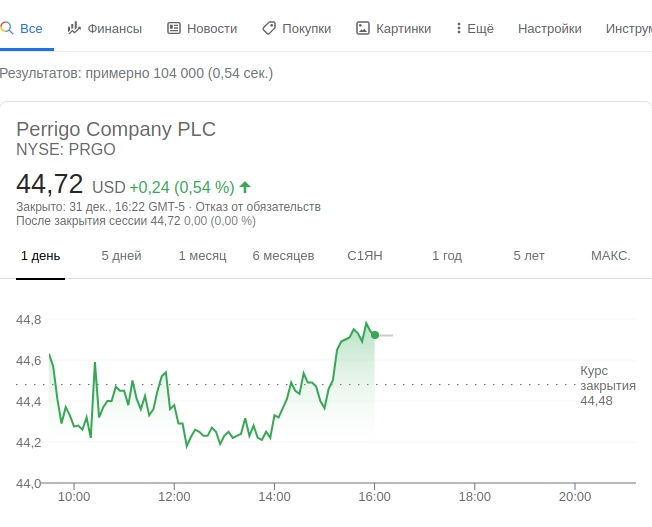 Все Финансы Новости Покупки Картинки Ещё Настройки Инструм
Результатов: примерно 104 000 (0,54 сек.)
Perrigo Company PLC
NYSE: PRGO
44,72 USD +0,24 (0,54 %)
Закрыто: 31 дек., 16:22 GMT-5 · Отказ от обязательств
После закрытия сессии 44,72 0,00 (0,00 %)
1 день 5 дней 1 месяц 6 месяцев С1ЯН 1 год 5 лет МАКС.
44,8
44,6
Курс
закрытия
44,48
44,4
44,2
44,0
10:00 12:00 14:00 16:00 18:00 20:00